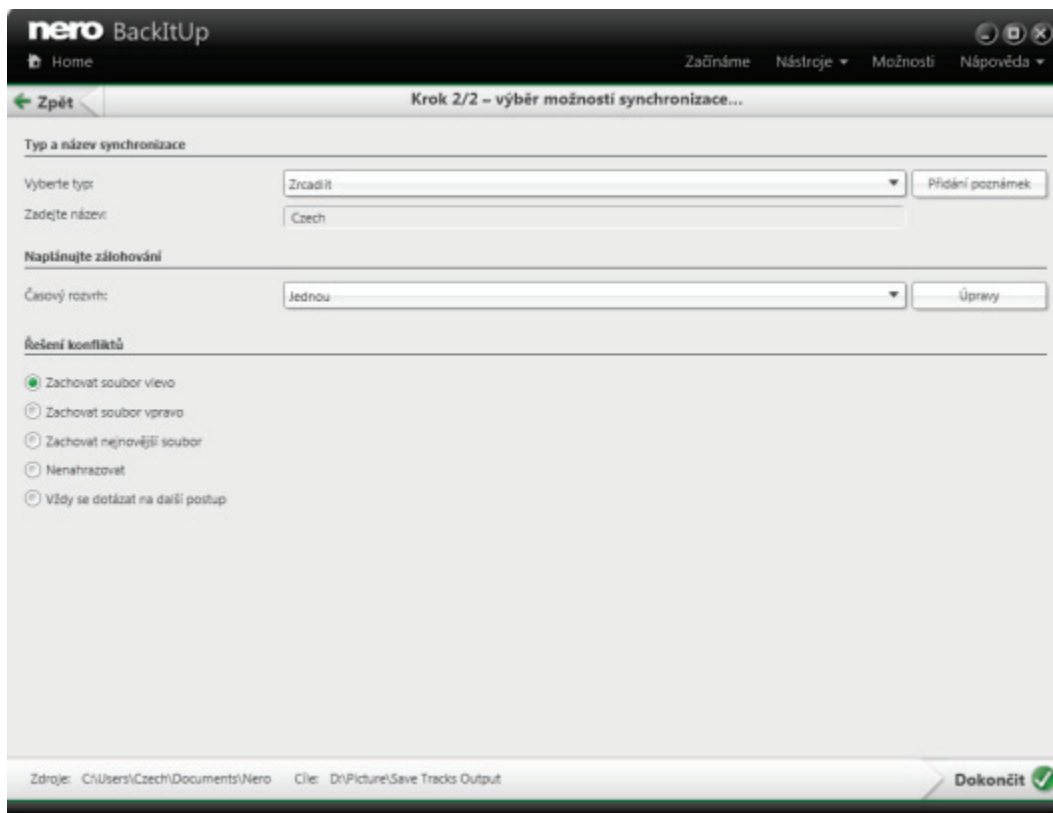 nero BackItUp
Home Začínáme Nástroje Možnosti Nápověda
Zpět Krok 2/2 – výběr možností synchronizace...
Typ a název synchronizace
Vyberte typ: Zrcadlit Přidání poznámek
Zadejte název: Czech
Naplánujte zálohování
Časový rozvrh: Jednou Úpravy
Řešení konfliktů
Zachovat soubor vlevo
Zachovat soubor vpravo
Zachovat nejnovější soubor
Nenahrazovat
Vždy se dotázat na další postup
Zdroje: C:\Users\Czech\Documents\Nero Cíle: D:\Picture\Save Tracks Output Dokončit